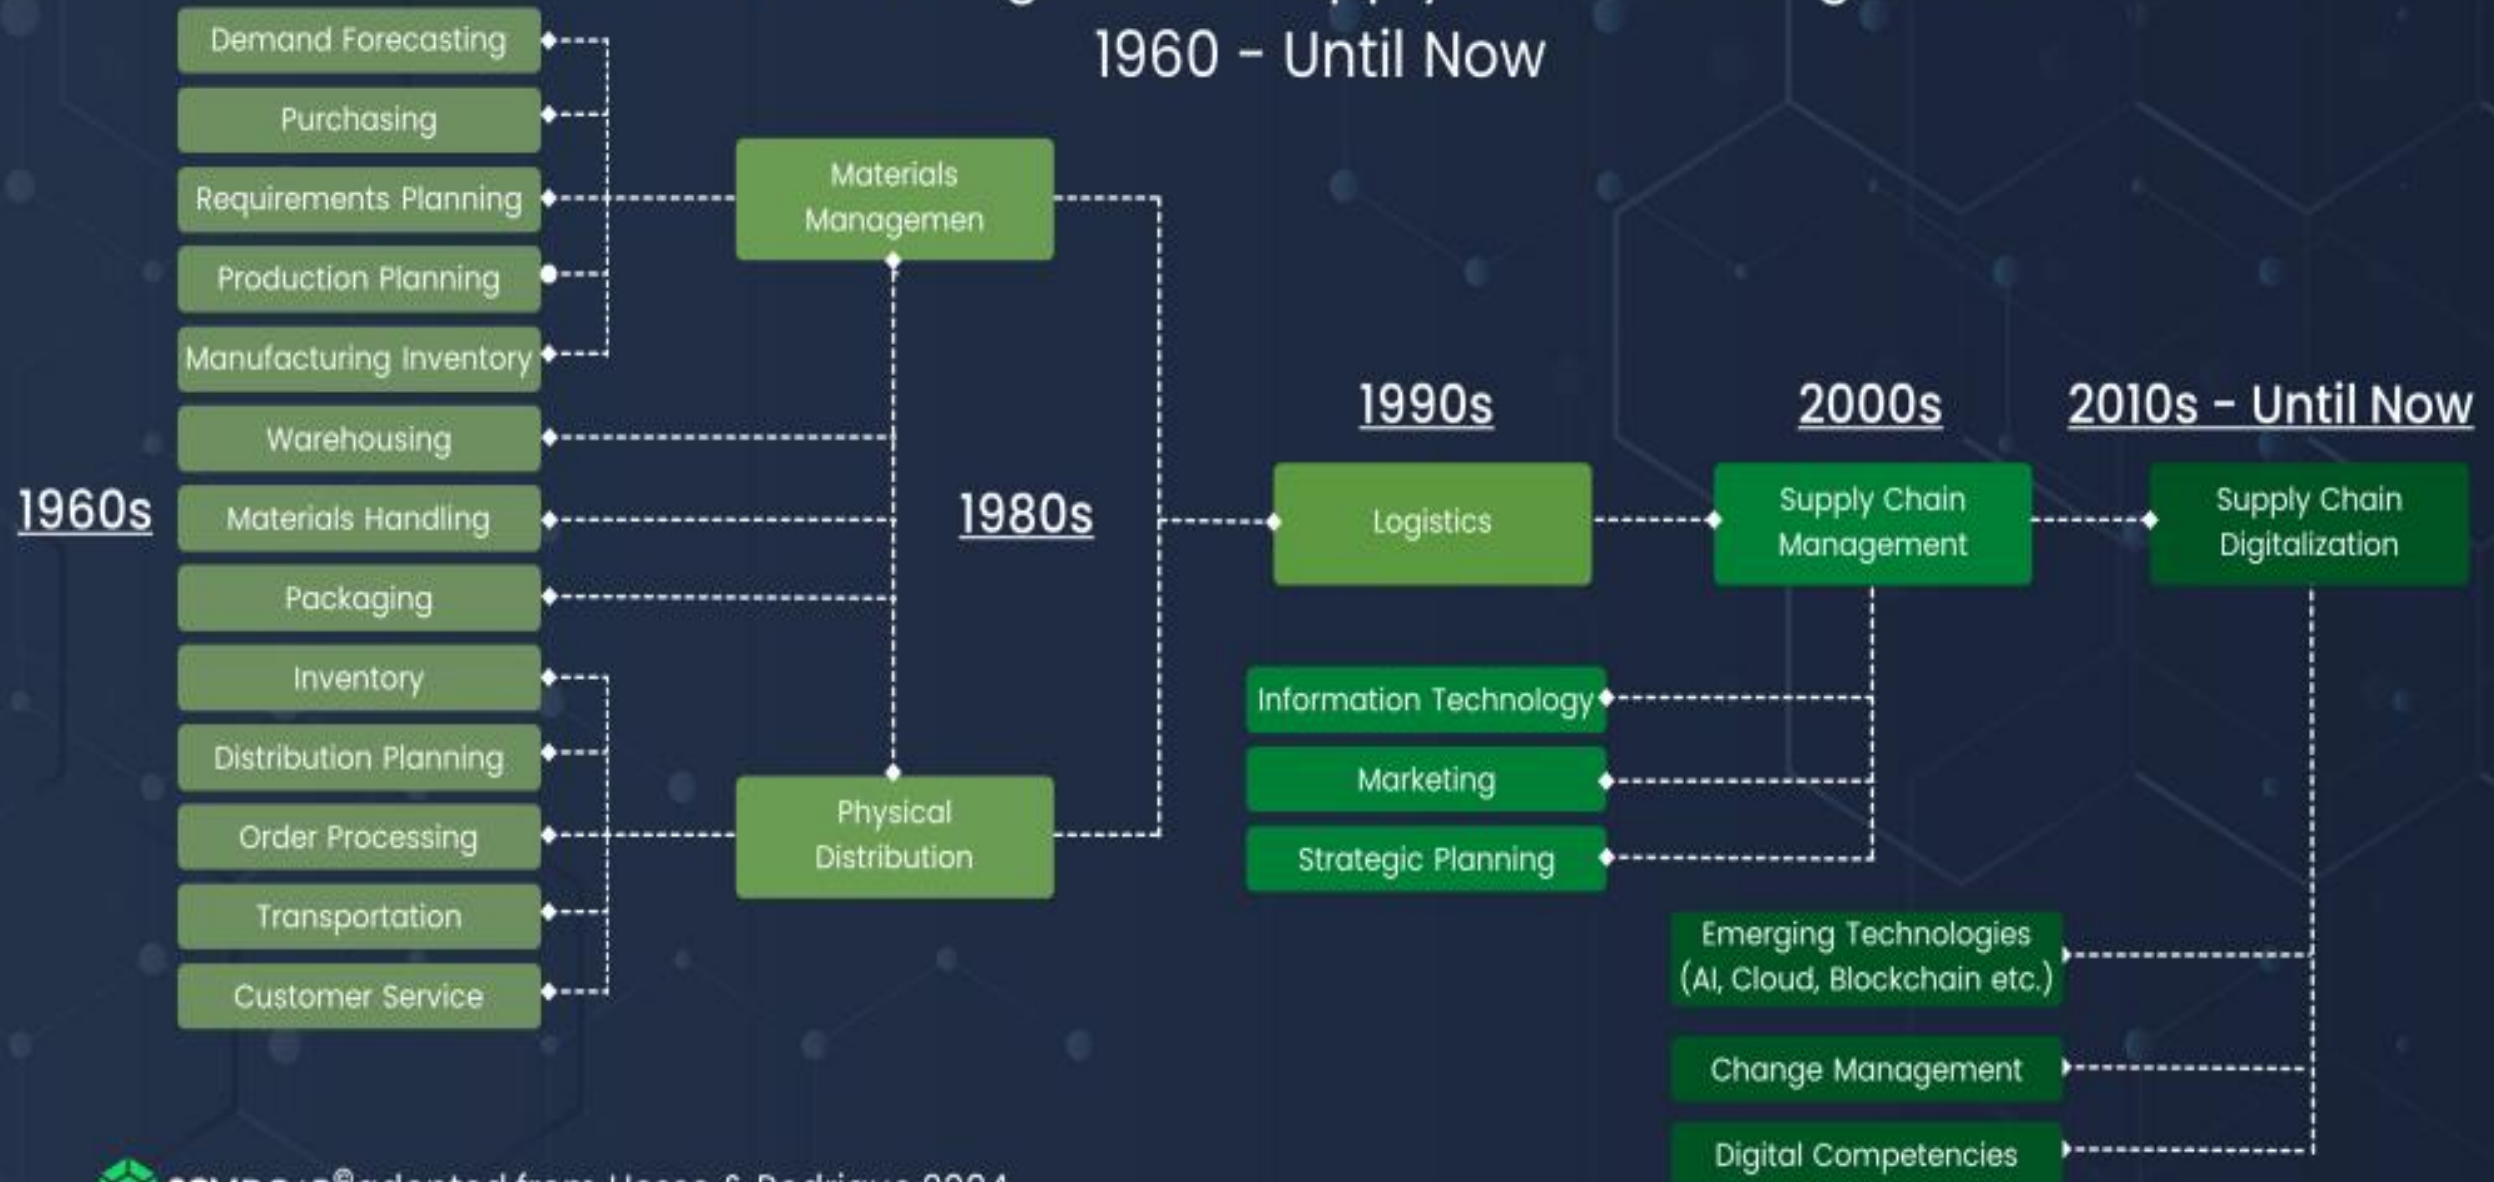 1960 - Until Now
Demand Forecasting
Purchasing
Requirements Planning
Production Planning
Manufacturing Inventory
Warehousing
1960s
Materials Handling
Packaging
Inventory
Distribution Planning
Order Processing
Transportation
Customer Service
Materials
Managemen
1980s
Physical
Distribution
1990s
Logistics
2000s
Supply Chain
Management
Information Technology
Marketing
Strategic Planning
2010s - Until Now
Supply Chain
Digitalization
Emerging Technologies
(AI, Cloud, Blockchain etc.)
Change Management
Digital Competencies